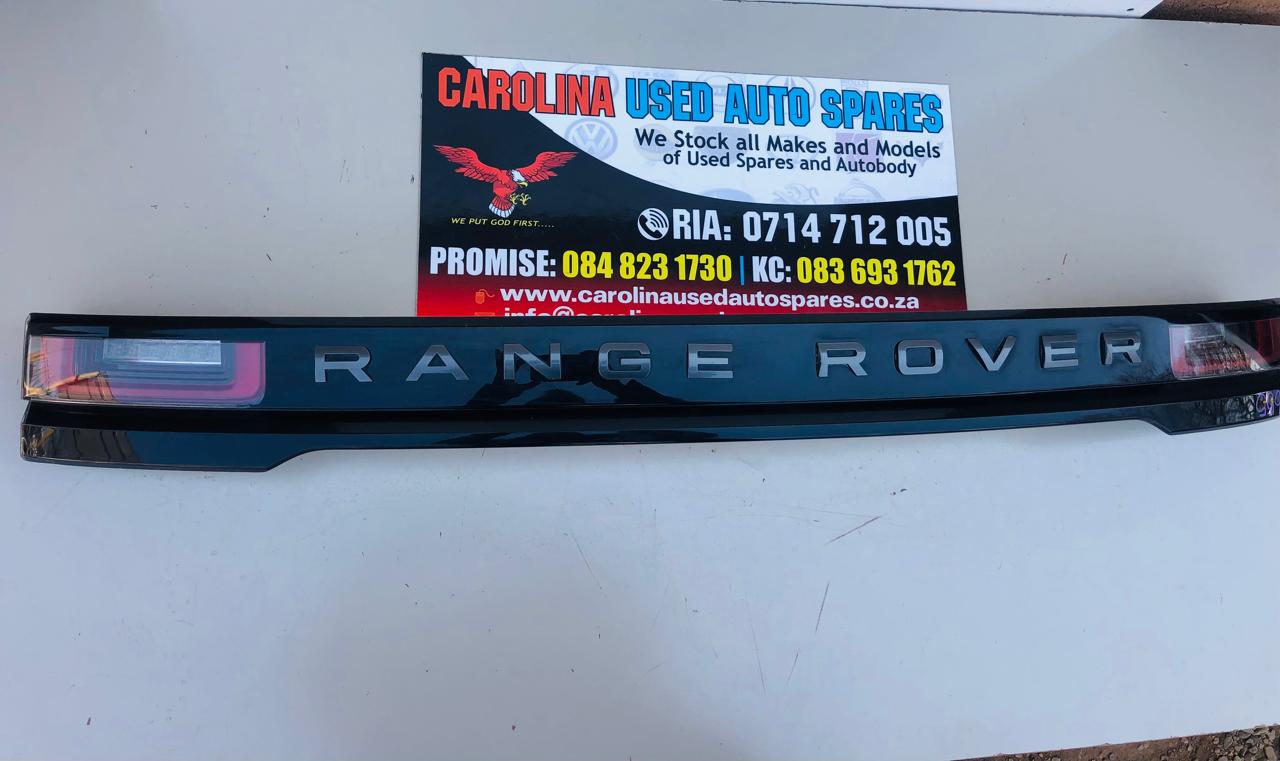 CAROLINA USED AUTO SPARES
We Stock all Makes and Models
of Used Spares and Autobody
WE PUT GOD FIRST.....
RIA: 0714 712 005
PROMISE: 084 823 1730 | KC: 083 693 1762
www.carolinausedautospares.co.za
RANGE ROVER